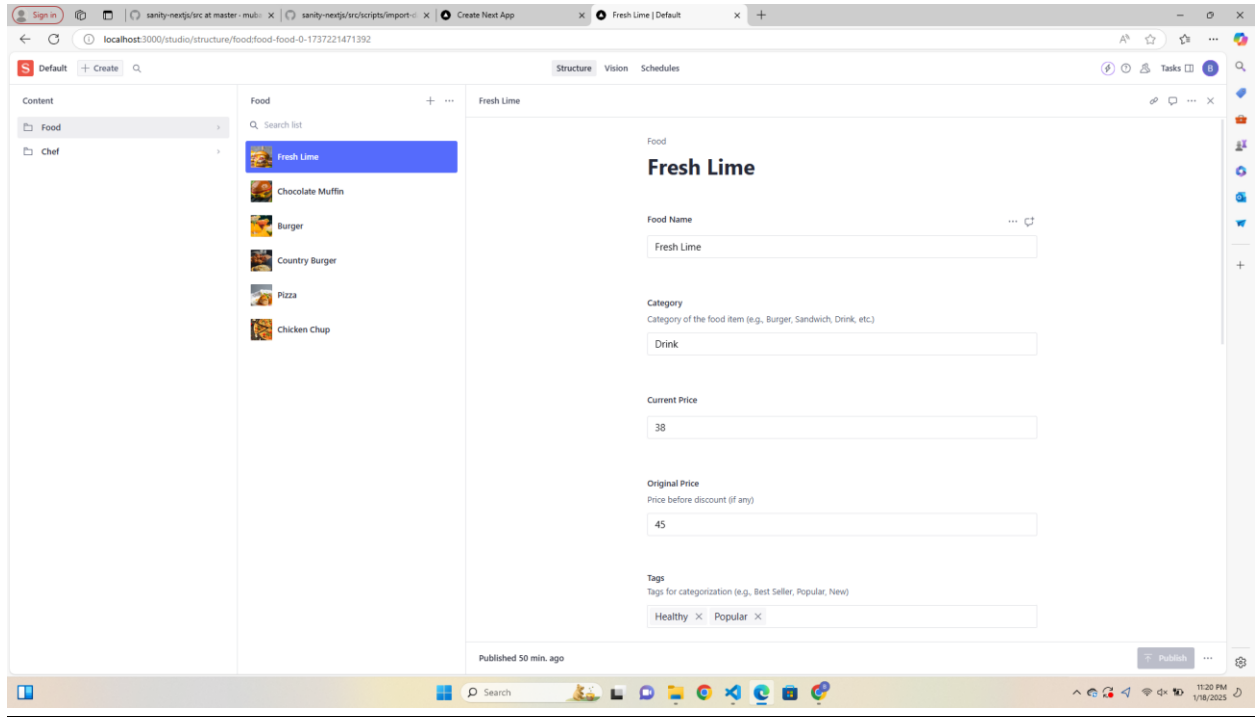 Sign in
sanity-nextjs/src at master · mub
sanity-nextjs/src/scripts/import-d
Create Next App
Fresh Lime | Default
localhost:3000/studio/structure/food;food-food-0-1737221471392
S Default + Create
Structure Vision Schedules
Tasks B
Content
Food
Chef
Food
Search list
Fresh Lime
Chocolate Muffin
Burger
Country Burger
Pizza
Chicken Chup
Fresh Lime
Food
Fresh Lime
Food Name
Fresh Lime
Category
Category of the food item (e.g., Burger, Sandwich, Drink, etc.)
Drink
Current Price
38
Original Price
Price before discount (if any)
45
Tags
Tags for categorization (e.g., Best Seller, Popular, New)
Healthy Popular
Published 50 min. ago
Publish
Search
11:20 PM
1/18/2025